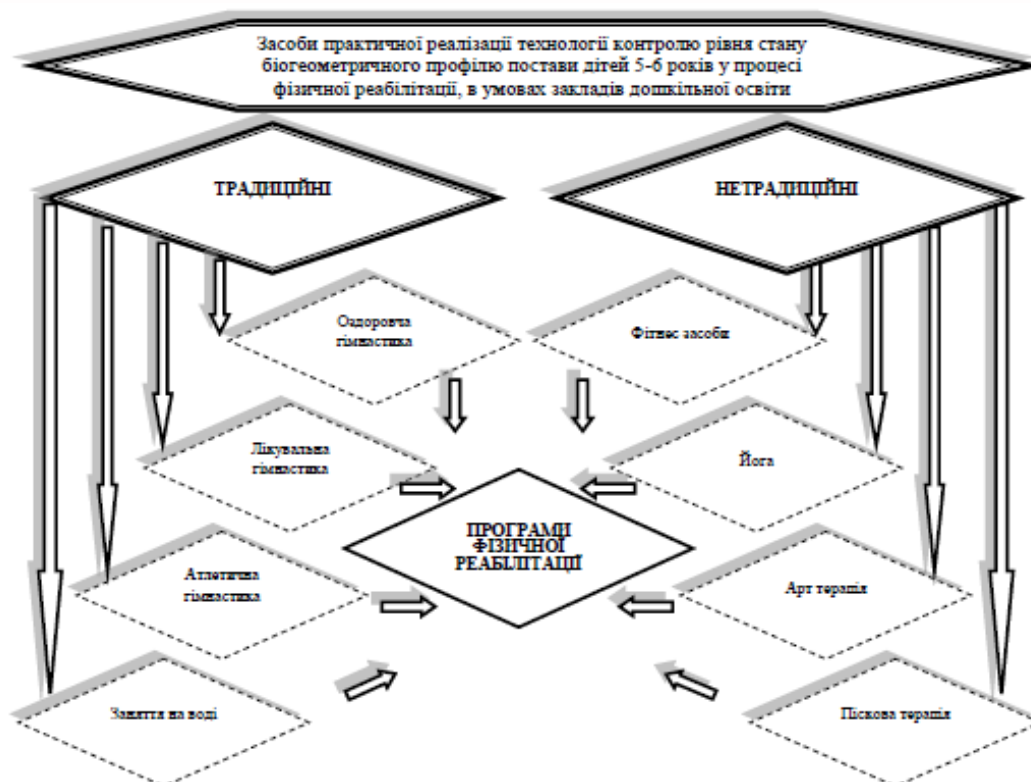 Засоби практичної реалізації технології контролю рівня стану
біогеометричного профілю постави дітей 5-6 років у процесі
фізичної реабілітації, в умовах закладів дошкільної освіти
ТРАДИЦІЙНІ
НЕТРАДИЦІЙНІ
Оздоровча
гімнастика
Фітнес засоби
Лікувальна
гімнастика
Йога
ПРОГРАМИ
ФІЗИЧНОЇ
РЕАБІЛІТАЦІЇ
Атлетична
гімнастика
Арт терапія
Заняття на воді
Піскова терапія